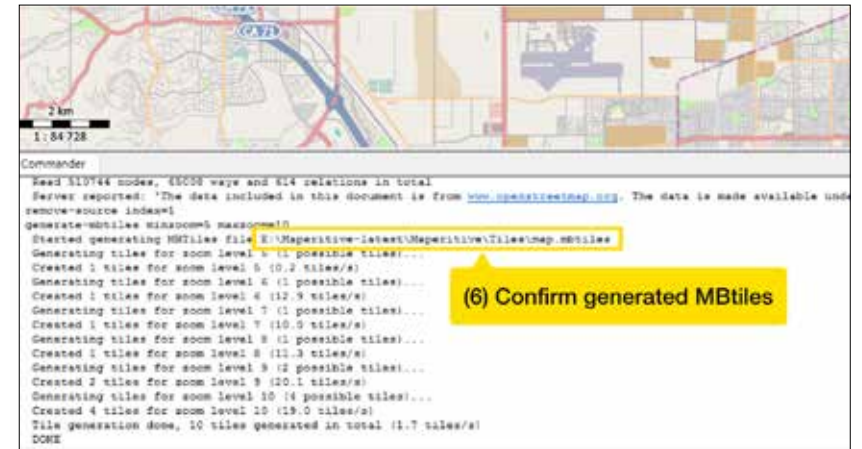 CA 71
2 km
1 : 84 728
Commander
Read 510744 nodes, 65008 ways and 614 relations in total
Server reported: 'The data included in this document is from www.openstreetmap.org. The data is made available unde
remove-source index=1
generate-mbtiles minzoom=5 maxzoom=10
Started generating MBTiles file E:\Maperitive-latest\Maperitive\Tiles\map.mbtiles
Generating tiles for zoom level 5 (1 possible tiles)...
Created 1 tiles for zoom level 5 (0.2 tiles/s)
Generating tiles for zoom level 6 (1 possible tiles)...
Created 1 tiles for zoom level 6 (12.9 tiles/s)
Generating tiles for zoom level 7 (1 possible tiles)...
Created 1 tiles for zoom level 7 (10.5 tiles/s)
Generating tiles for zoom level 8 (1 possible tiles)...
Created 1 tiles for zoom level 8 (11.3 tiles/s)
Generating tiles for zoom level 9 (2 possible tiles)...
Created 2 tiles for zoom level 9 (20.1 tiles/s)
Generating tiles for zoom level 10 (4 possible tiles)...
Created 4 tiles for zoom level 10 (19.0 tiles/s)
Tile generation done, 10 tiles generated in total (1.7 tiles/s)
DONE
(6) Confirm generated MBtiles